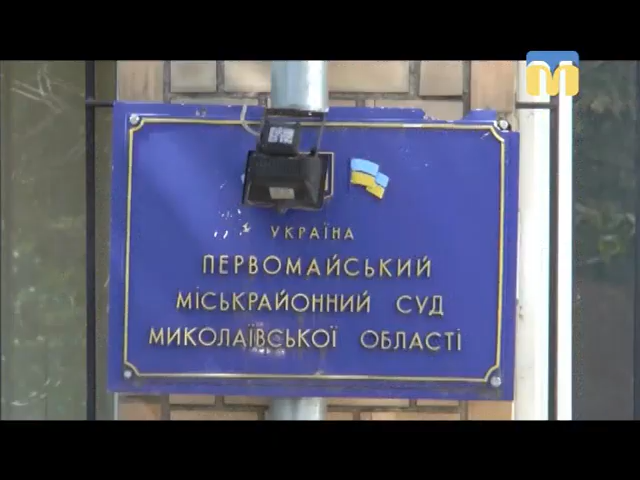 М
УКРАЇНА
ПЕРВОМАЙСЬКИЙ
МІСЬКРАЙОННИЙ СУД
МИКОЛАЇВСЬКОЇ ОБЛАСТІ